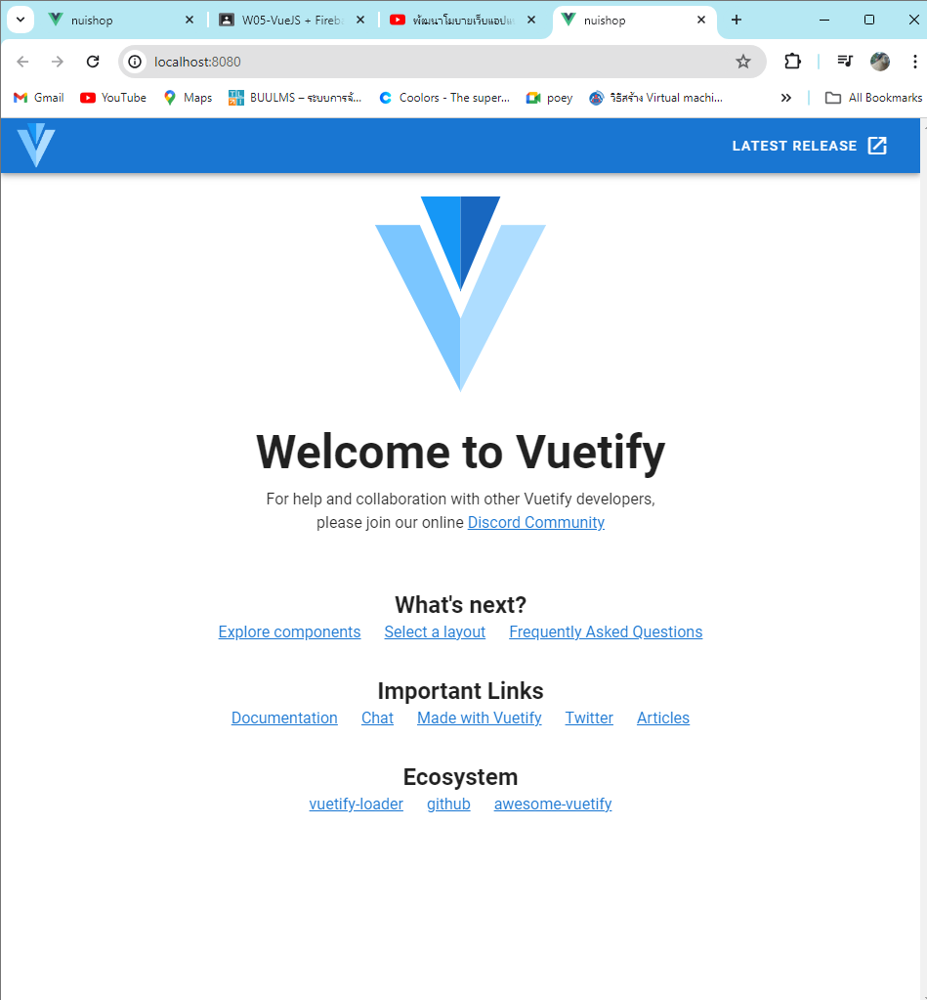 nuishop
W05-VueJS + Fireba
พัฒนาโมบายเว็บแอปแ
nuishop
localhost:8080
Gmail
YouTube
Maps
BUULMS – ระบบการจั...
Coolors - The super...
poey
วิธีสร้าง Virtual machi...
All Bookmarks
LATEST RELEASE
Welcome to Vuetify
For help and collaboration with other Vuetify developers,
please join our online Discord Community
What's next?
Explore components Select a layout Frequently Asked Questions
Important Links
Documentation Chat Made with Vuetify Twitter Articles
Ecosystem
vuetify-loader github awesome-vuetify